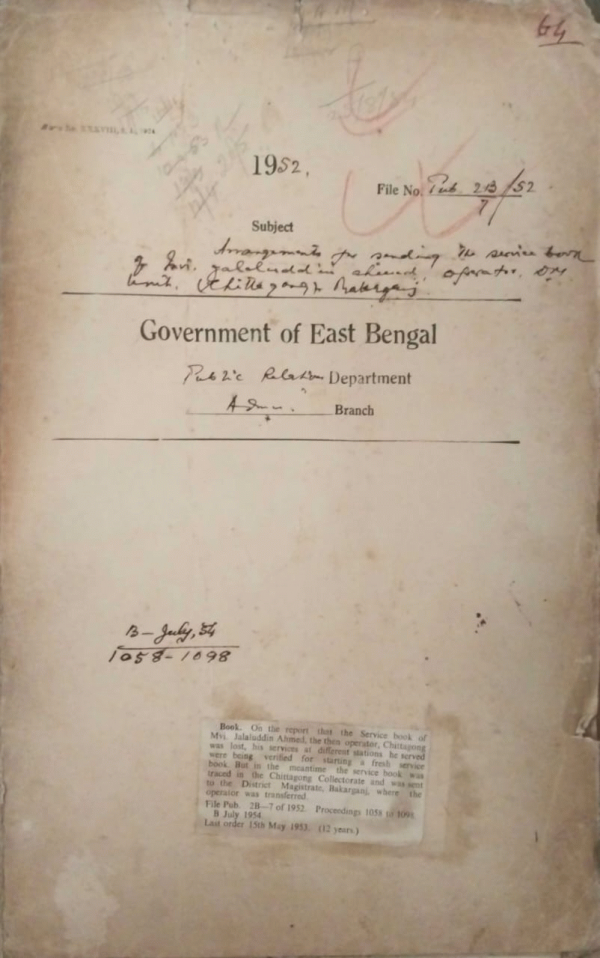 64
1952.
File No. Pub. 2B/52
7
Subject
Arrangements for sending the service book
of Mvi. Jalaluddin Ahmed, operator, DM
Unit, Chittagong & Bakarganj.
Government of East Bengal
Public Relation Department
Admn. Branch
B— July, 54
1058-1098
Book. On the report that the Service book of
Mvi. Jalaluddin Ahmed, the then operator, Chittagong
was lost, his services at different stations he served
were being verified for starting a fresh service
book. But in the meantime the service book was
traced in the Chittagong Collectorate and was sent
to the District Magistrate, Bakarganj, where the
operator was transferred.
File Pub. 2B—7 of 1952. Proceedings 1058 to 1098
B July 1954.
Last order 15th May 1953. (12 years.)